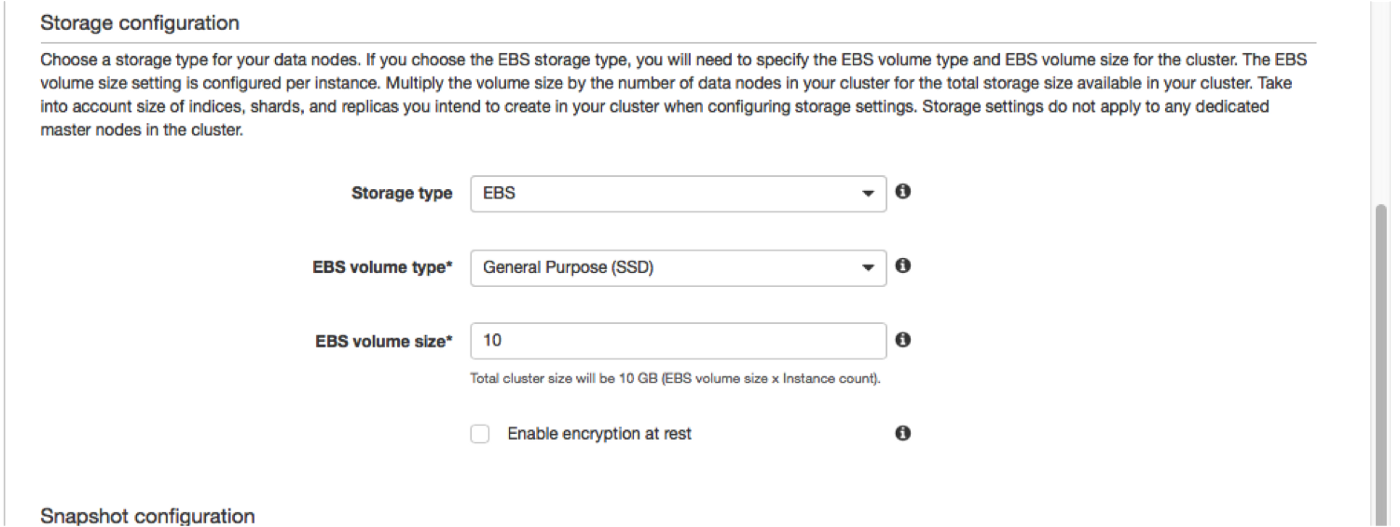 Storage configuration
Choose a storage type for your data nodes. If you choose the EBS storage type, you will need to specify the EBS volume type and EBS volume size for the cluster. The EBS
volume size setting is configured per instance. Multiply the volume size by the number of data nodes in your cluster for the total storage size available in your cluster. Take
into account size of indices, shards, and replicas you intend to create in your cluster when configuring storage settings. Storage settings do not apply to any dedicated
master nodes in the cluster.
Storage type EBS
EBS volume type* General Purpose (SSD)
EBS volume size* 10
Total cluster size will be 10 GB (EBS volume size x Instance count).
Enable encryption at rest
Snapshot configuration